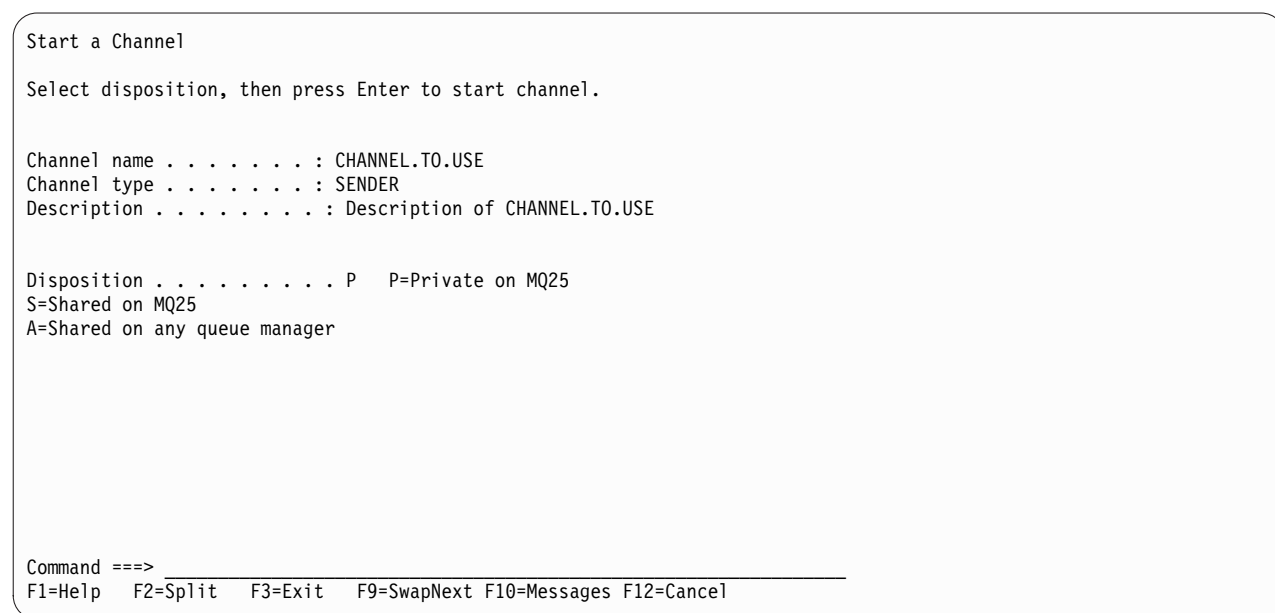 Start a Channel
Select disposition, then press Enter to start channel.
Channel name . . . . . . . : CHANNEL.TO.USE
Channel type . . . . . . . : SENDER
Description . . . . . . . . : Description of CHANNEL.TO.USE
Disposition . . . . . . . . . P P=Private on MQ25
S=Shared on MQ25
A=Shared on any queue manager
Command ===> ________________________________________________________________
F1=Help F2=Split F3=Exit F9=SwapNext F10=Messages F12=Cancel